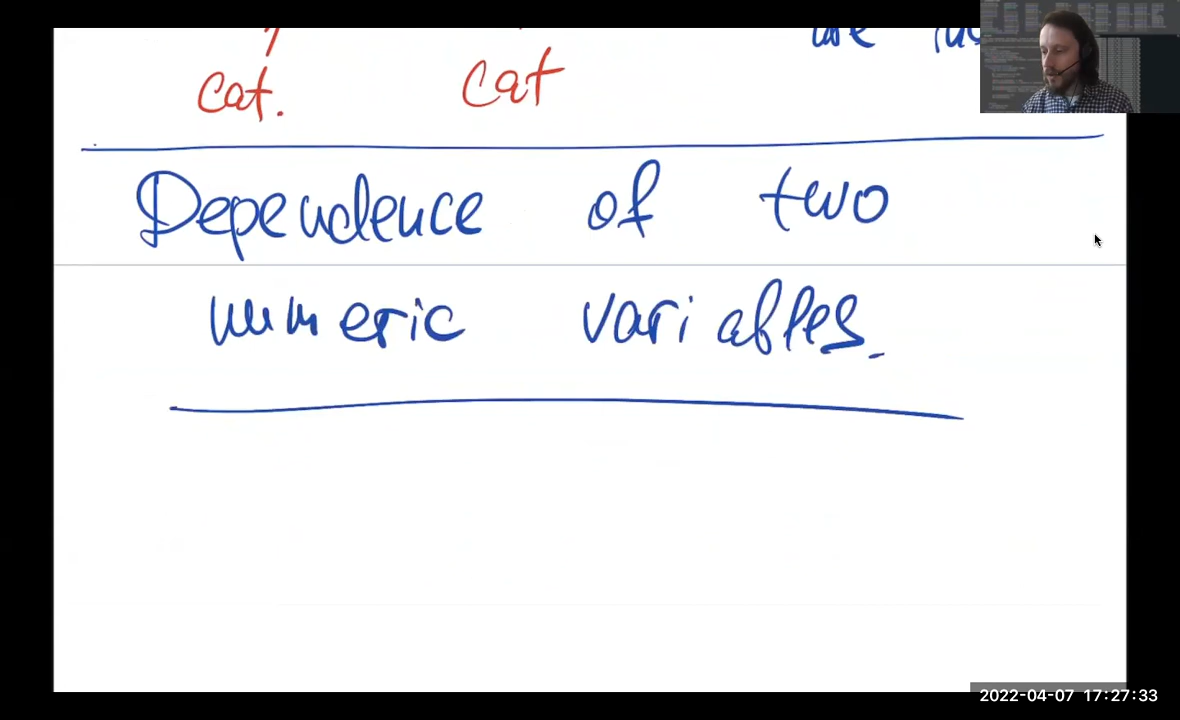 cat. cat
Dependence of two
numeric variables.
2022-04-07 17:27:33